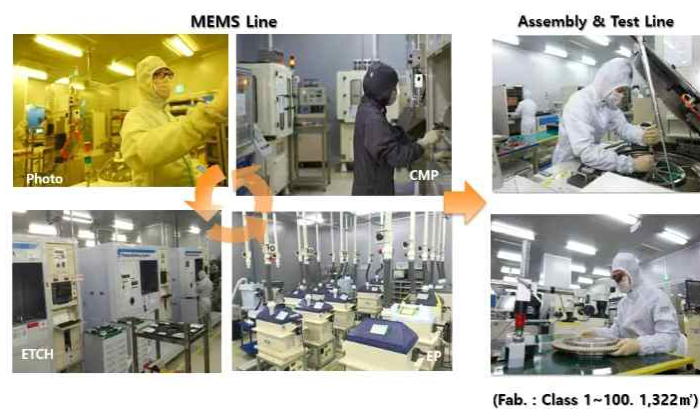 MEMS Line
Assembly & Test Line
Photo
CMP
ETCH
EP
(Fab. : Class 1~100. 1,322㎡)